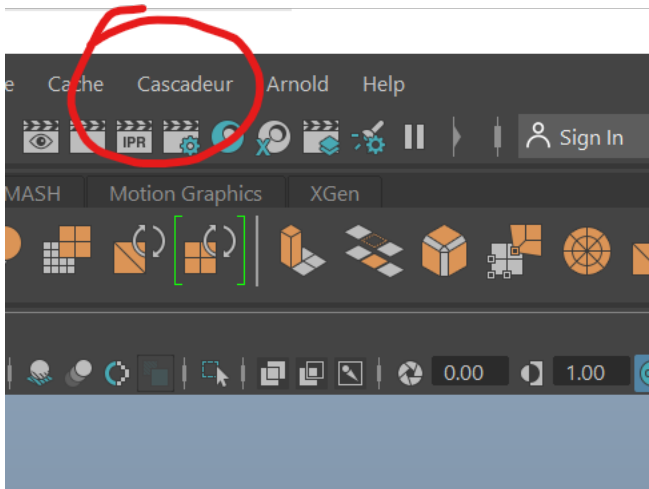 e Cache Cascadeur Arnold Help
IPR Sign In
MASH Motion Graphics XGen
0.00 1.00